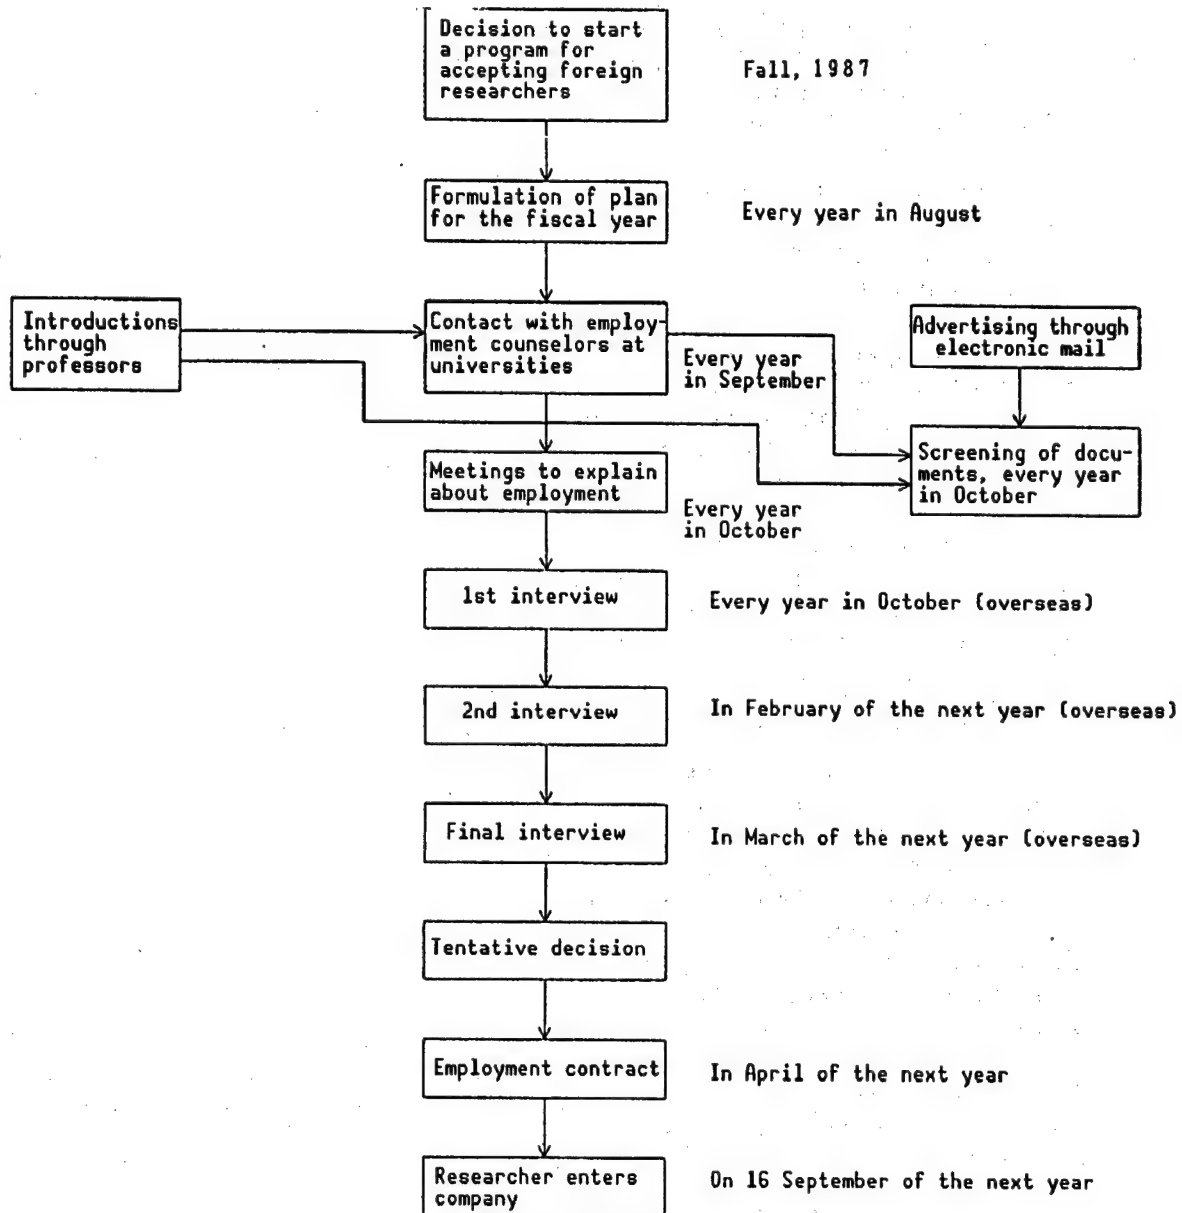 Decision to start
a program for
accepting foreign
researchers
Fall, 1987
Formulation of plan
for the fiscal year
Every year in August
Introductions
through
professors
Contact with employ-
ment counselors at
universities
Every year
in September
Advertising through
electronic mail
Screening of docu-
ments, every year
in October
Meetings to explain
about employment
Every year
in October
1st interview
Every year in October (overseas)
2nd interview
In February of the next year (overseas)
Final interview
In March of the next year (overseas)
Tentative decision
Employment contract
In April of the next year
Researcher enters
company
On 16 September of the next year